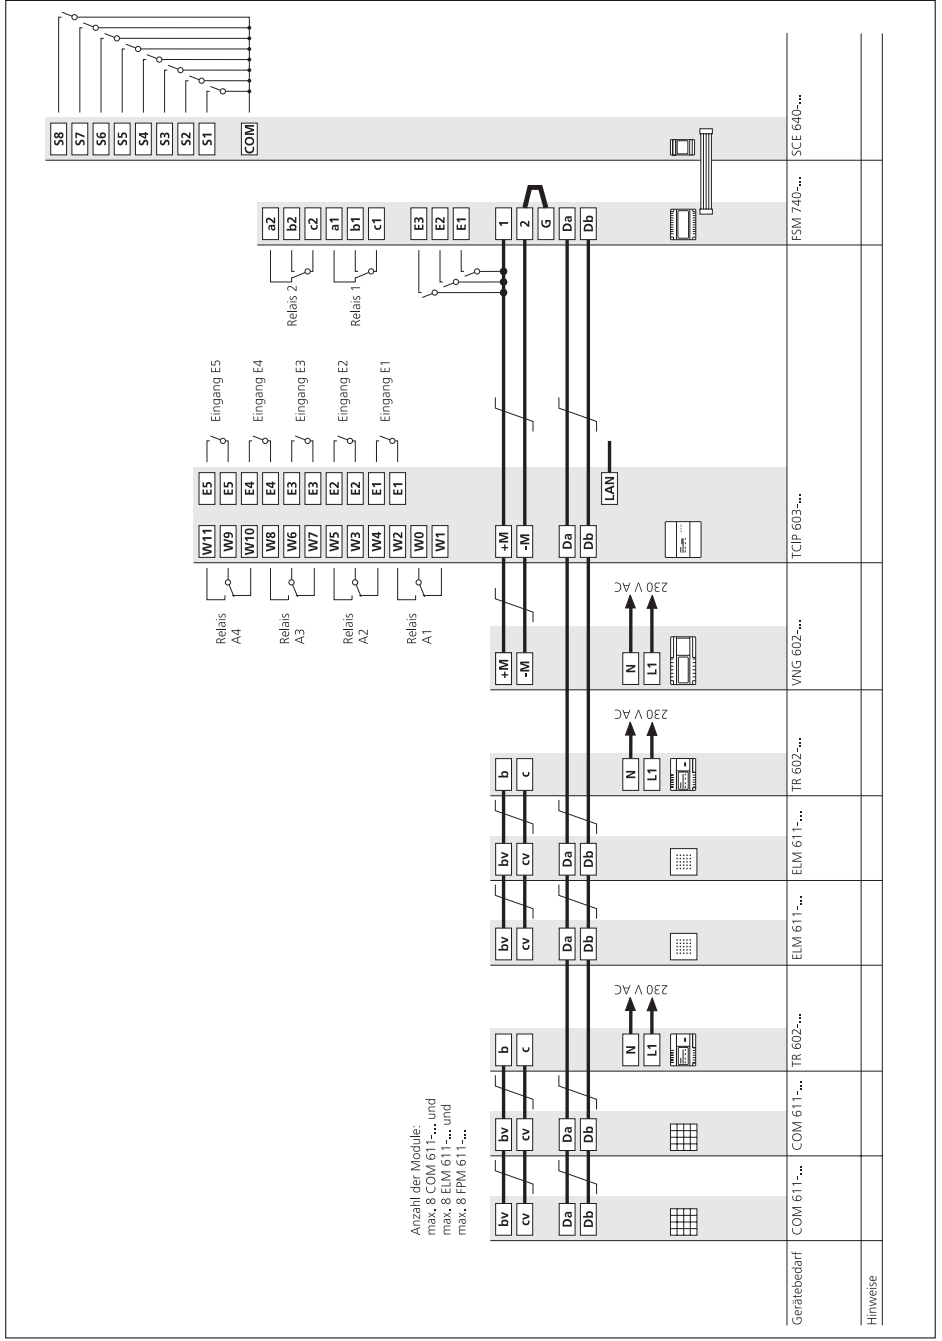 S8
S7
S6
S5
S4
S3
S2
S1
COM
a2
b2
c2
a1
b1
c1
E3
E2
E1
1
2
G
Da
Db
Relais 2
Relais 1
Eingang E5
Eingang E4
Eingang E3
Eingang E2
Eingang E1
E5
E5
E4
E4
E3
E3
E2
E2
E1
E1
LAN
W11
W9
W10
W8
W6
W7
W5
W3
W4
W2
W0
W1
+M
-M
Da
Db
Relais
A4
Relais
A3
Relais
A2
Relais
A1
230 V AC
+M
-M
N
L1
230 V AC
b
c
N
L1
bv
cv
Da
Db
bv
cv
Da
Db
230 V AC
b
c
N
L1
Anzahl der Module:
max. 8 COM 611-... und
max. 8 ELM 611-... und
max. 8 FPM 611-...
bv
cv
Da
Db
bv
cv
Da
Db
Gerätebedarf
COM 611-...
COM 611-...
TR 602-...
ELM 611-...
ELM 611-...
TR 602-...
VNG 602-...
TCIP 603-...
FSM 740-...
SCE 640-...
Hinweise